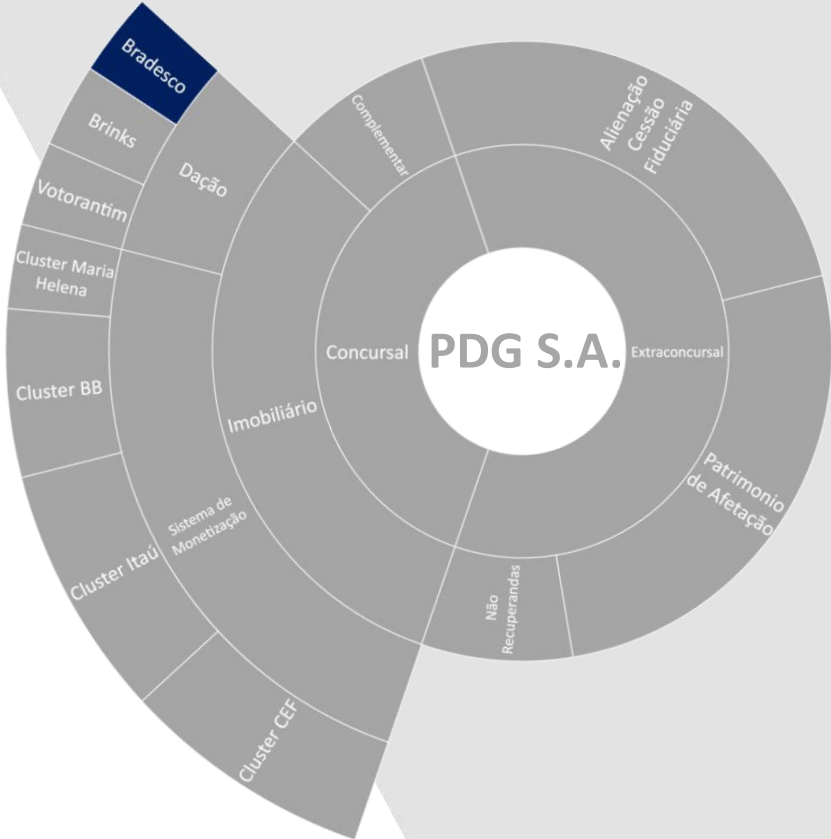 Bradesco
Brinks
Votorantim
Cluster Maria
Helena
Cluster BB
Cluster Itaú
Cluster CEF
Dação
Sistema de
Monetização
Imobiliário
Complementar
Concursal
PDG S.A.
Extraconcursal
Alienação
Cessão
Fiduciária
Patrimonio
de Afetação
Não
Recuperandas